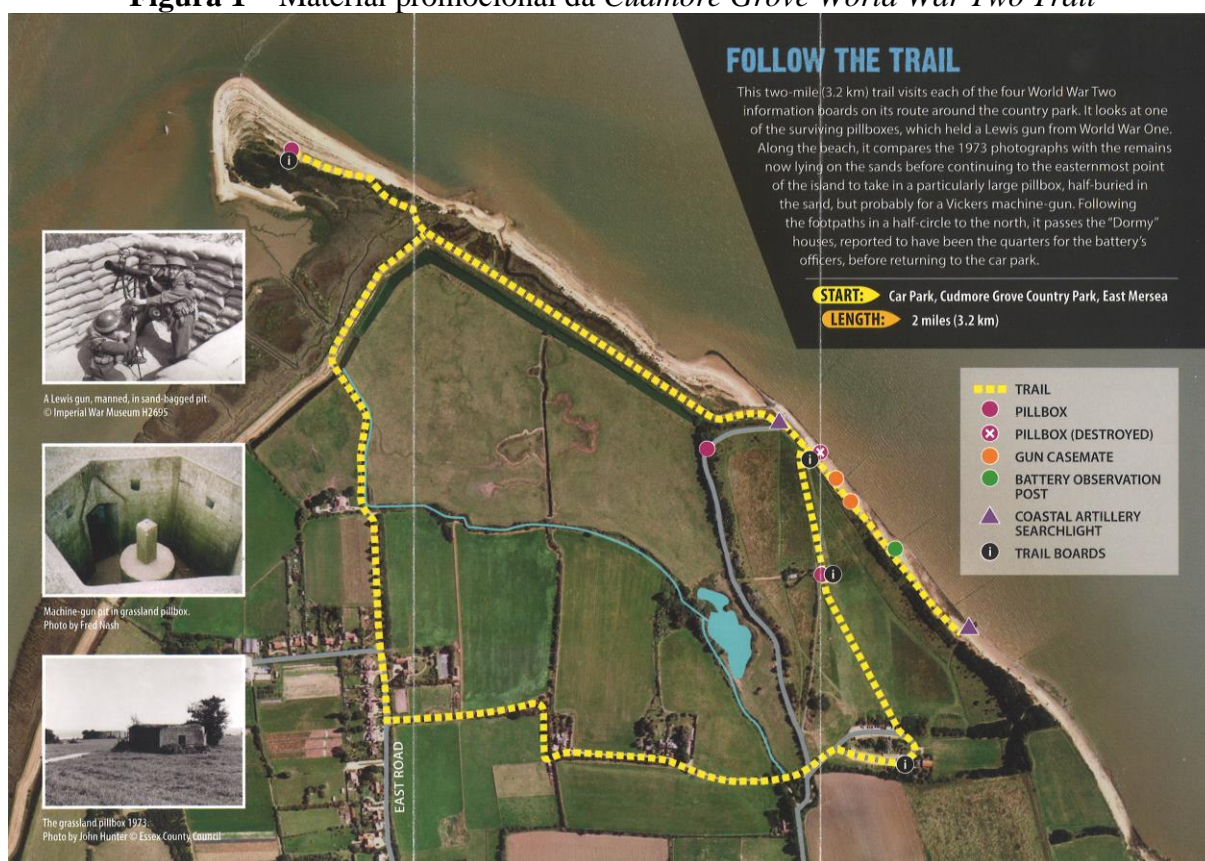 Figura 1 – Material promocional da Cudmore Grove World War Two Trail
FOLLOW THE TRAIL
This two-mile (3.2 km) trail visits each of the four World War Two
information boards on its route around the country park. It looks at one
of the surviving pillboxes, which held a Lewis gun from World War One.
Along the beach, it compares the 1973 photographs with the remains
now lying on the sands before continuing to the easternmost point
of the island to take in a particularly large pillbox, half-buried in
the sand, but probably for a Vickers machine-gun. Following
the footpaths in a half-circle to the north, it passes the "Dormy"
houses, reported to have been the quarters for the battery's
officers, before returning to the car park.
START: Car Park, Cudmore Grove Country Park, East Mersea
LENGTH: 2 miles (3.2 km)
TRAIL
PILLBOX
PILLBOX (DESTROYED)
GUN CASEMATE
BATTERY OBSERVATION
POST
COASTAL ARTILLERY
SEARCHLIGHT
TRAIL BOARDS
A Lewis gun, manned, in sand-bagged pit.
© Imperial War Museum H2695
Machine-gun pit in grassland pillbox.
Photo by Fred Nash
The grassland pillbox 1973.
Photo by John Hunter © Essex County Council
EAST ROAD